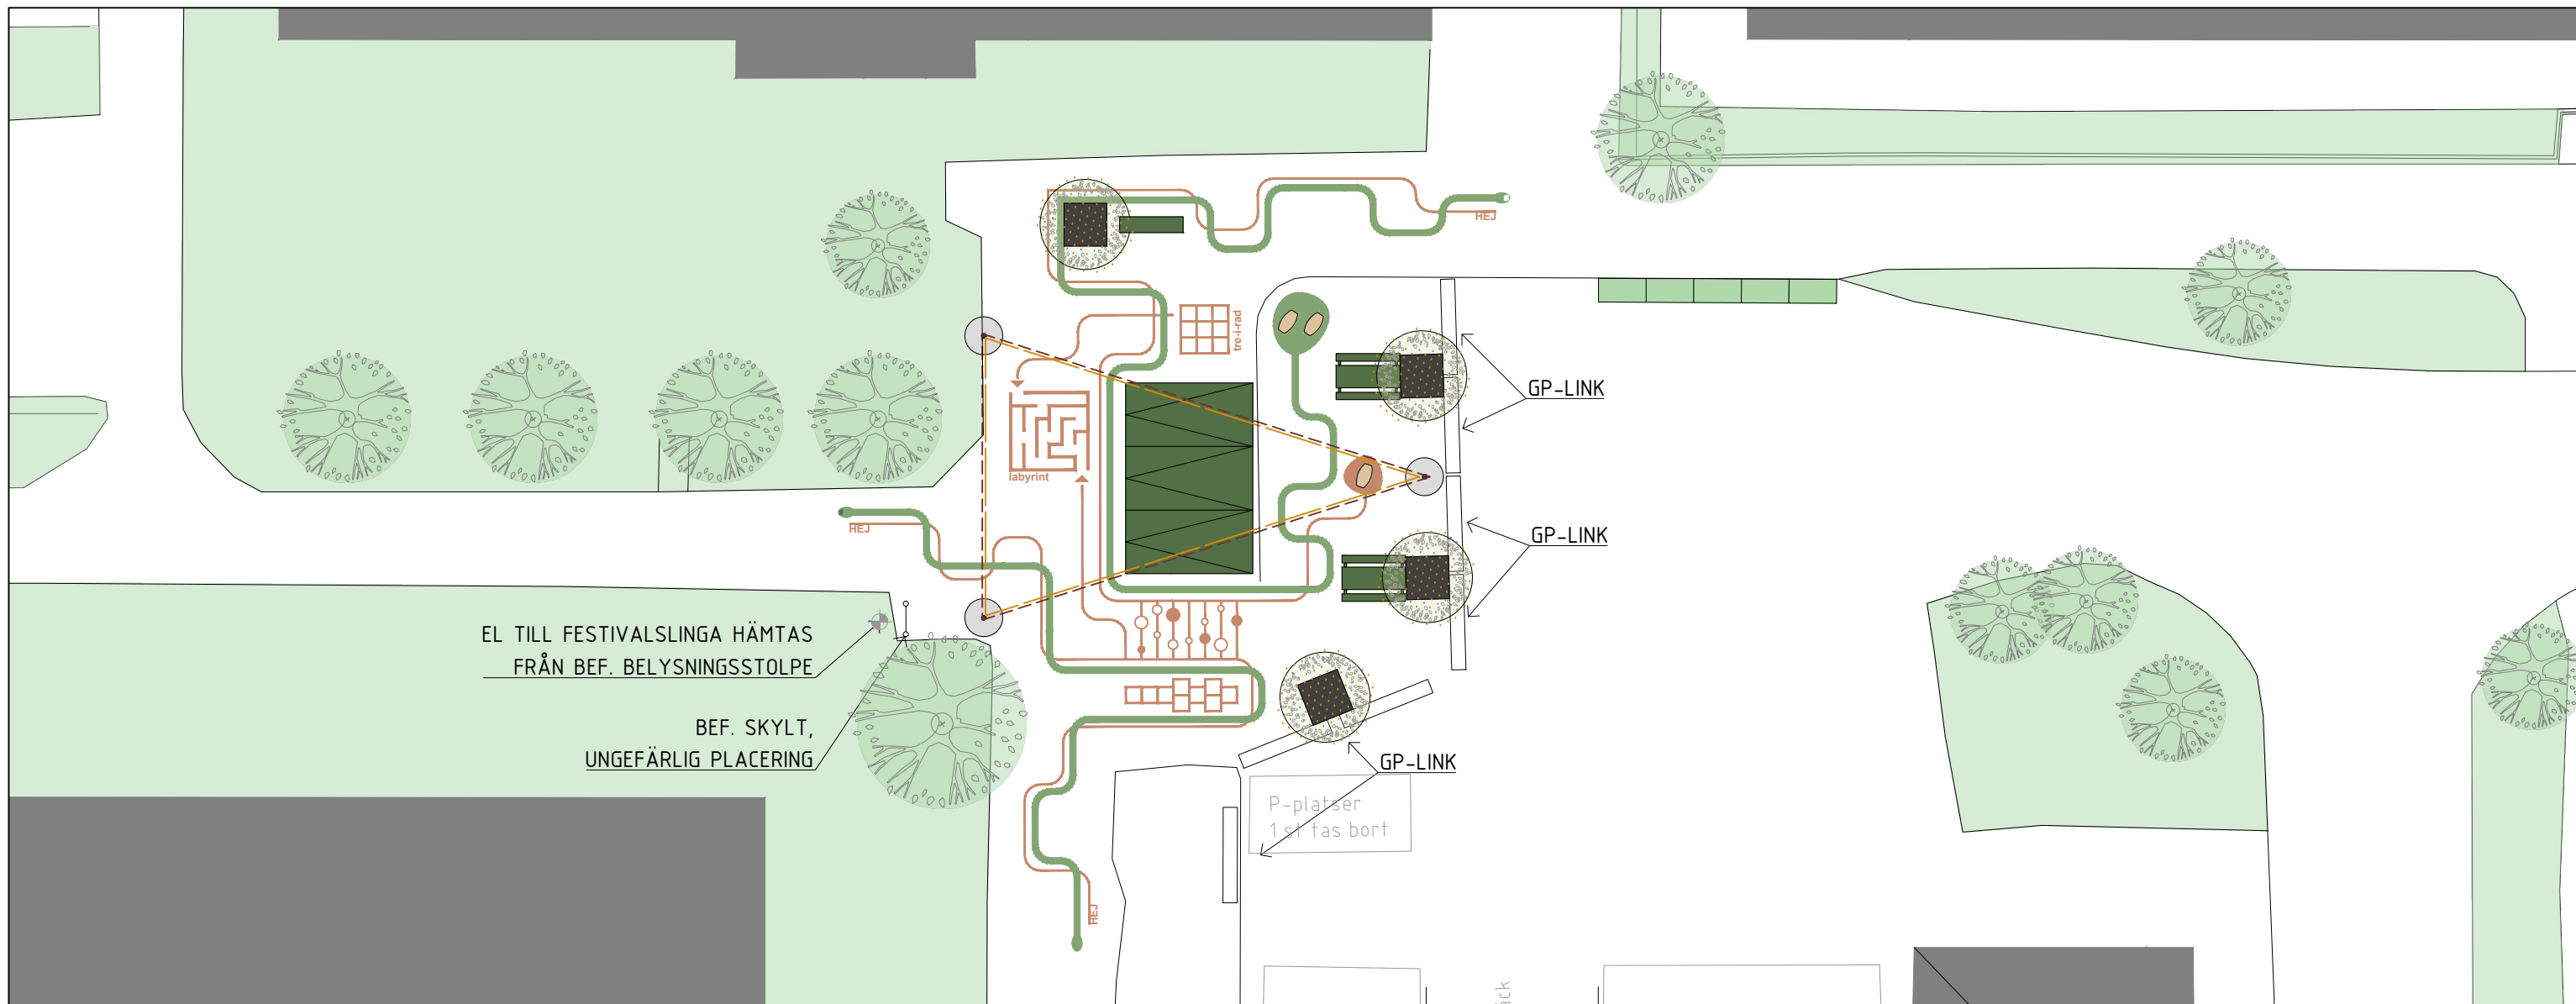 HEJ
tre-i-rad
GP-LINK
labyrint
HEJ
GP-LINK
EL TILL FESTIVALSLINGA HÄMTAS
FRÅN BEF. BELYSNINGSSTOLPE
BEF. SKYLT,
UNGEFÄRLIG PLACERING
GP-LINK
P-platser
1 st tas bort
HEJ